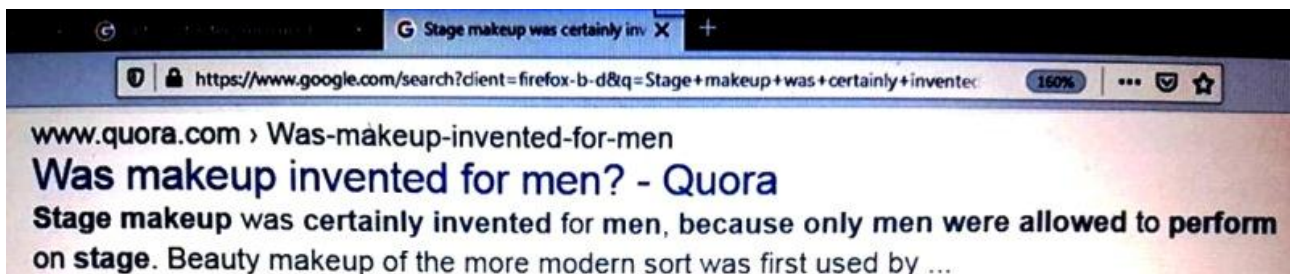 G Stage makeup was certainly inv X +
https://www.google.com/search?client=firefox-b-d&q=Stage+makeup+was+certainly+invented 160% ...
www.quora.com › Was-makeup-invented-for-men
Was makeup invented for men? - Quora
Stage makeup was certainly invented for men, because only men were allowed to perform
on stage. Beauty makeup of the more modern sort was first used by ...